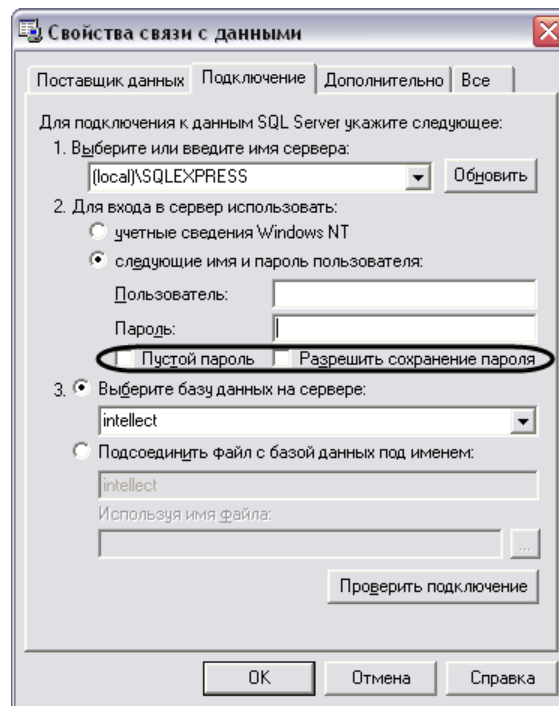 Свойства связи с данными
Поставщик данных Подключение Дополнительно Все
Для подключения к данным SQL Server укажите следующее:
1. Выберите или введите имя сервера:
(local)\SQLEXPRESS Обновить
2. Для входа в сервер использовать:
учетные сведения Windows NT
следующие имя и пароль пользователя:
Пользователь:
Пароль:
Пустой пароль Разрешить сохранение пароля
3. Выберите базу данных на сервере:
intellect
Подсоединить файл с базой данных под именем:
intellect
Используя имя файла:
...
Проверить подключение
OK Отмена Справка